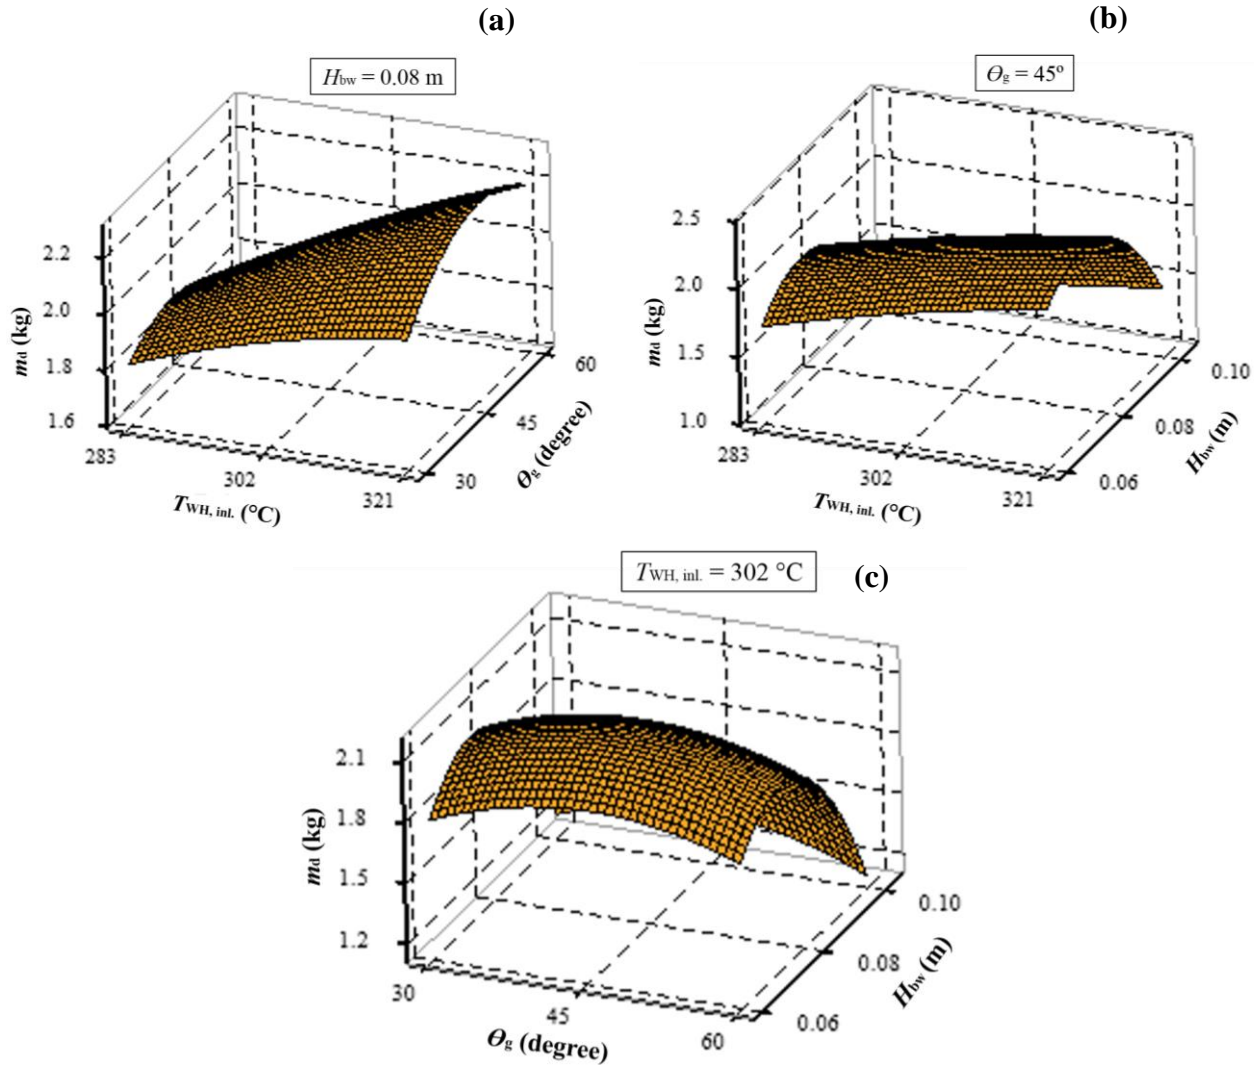 (a)
(b)
Hbw = 0.08 m
ϴg = 45º
2.2
2.0
1.8
1.6
md (kg)
283
302
321
TWH, inl. (°C)
30
45
60
ϴg (degree)
2.5
2.0
1.5
1.0
md (kg)
283
302
321
TWH, inl. (°C)
0.06
0.08
0.10
Hbw (m)
TWH, inl. = 302 °C
(c)
2.1
1.8
1.5
1.2
md (kg)
30
45
60
ϴg (degree)
0.06
0.08
0.10
Hbw (m)